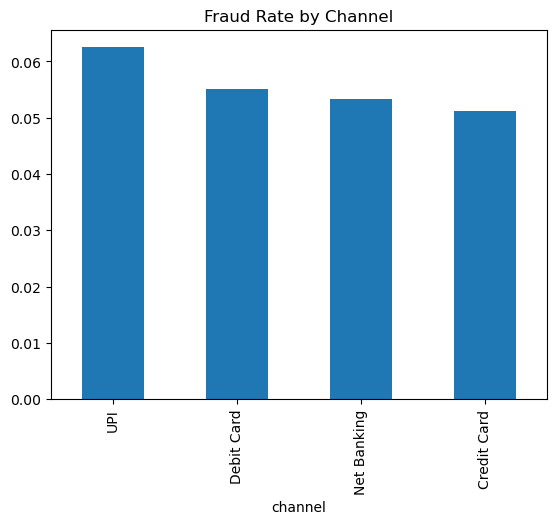 Fraud Rate by Channel
0.06
0.05
0.04
0.03
0.02
0.01
0.00
UPI
Debit Card
Net Banking
Credit Card
channel